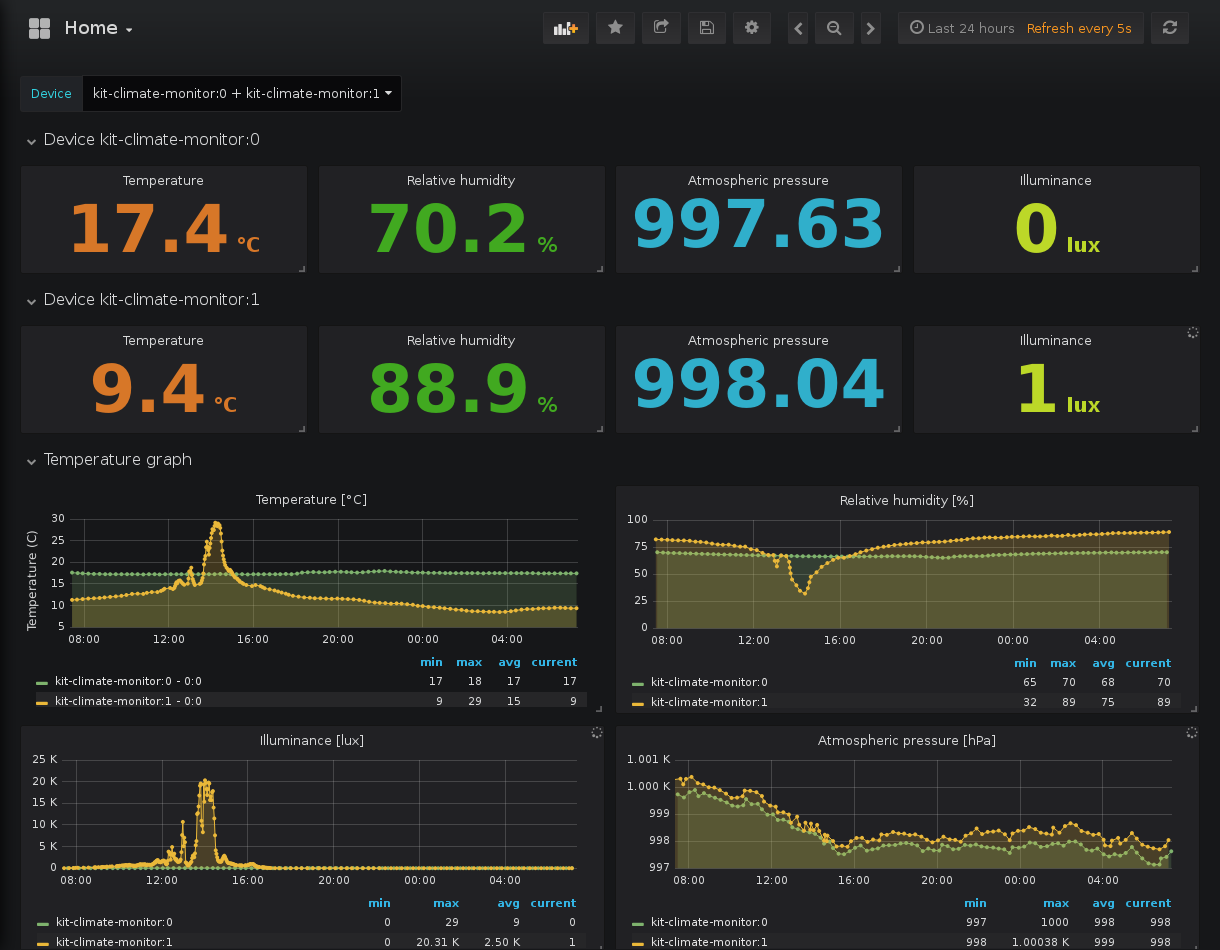 Home
Last 24 hours Refresh every 5s
Device kit-climate-monitor:0 + kit-climate-monitor:1
Device kit-climate-monitor:0
Temperature Relative humidity Atmospheric pressure Illuminance
17.4 °C 70.2 % 997.63 0 lux
Device kit-climate-monitor:1
Temperature Relative humidity Atmospheric pressure Illuminance
9.4 °C 88.9 % 998.04 1 lux
Temperature graph
Temperature [°C]
Temperature (C)
30
25
20
15
10
5
08:00 12:00 16:00 20:00 00:00 04:00
min max avg current
kit-climate-monitor:0 - 0:0 17 18 17 17
kit-climate-monitor:1 - 0:0 9 29 15 9
Relative humidity [%]
100
75
50
25
0
08:00 12:00 16:00 20:00 00:00 04:00
min max avg current
kit-climate-monitor:0 65 70 68 70
kit-climate-monitor:1 32 89 75 89
Illuminance [lux]
25 K
20 K
15 K
10 K
5 K
0
08:00 12:00 16:00 20:00 00:00 04:00
min max avg current
kit-climate-monitor:0 0 29 9 0
kit-climate-monitor:1 0 20.31 K 2.50 K 1
Atmospheric pressure [hPa]
1.001 K
1.000 K
999
998
997
08:00 12:00 16:00 20:00 00:00 04:00
min max avg current
kit-climate-monitor:0 997 1000 998 998
kit-climate-monitor:1 998 1.00038 K 999 998